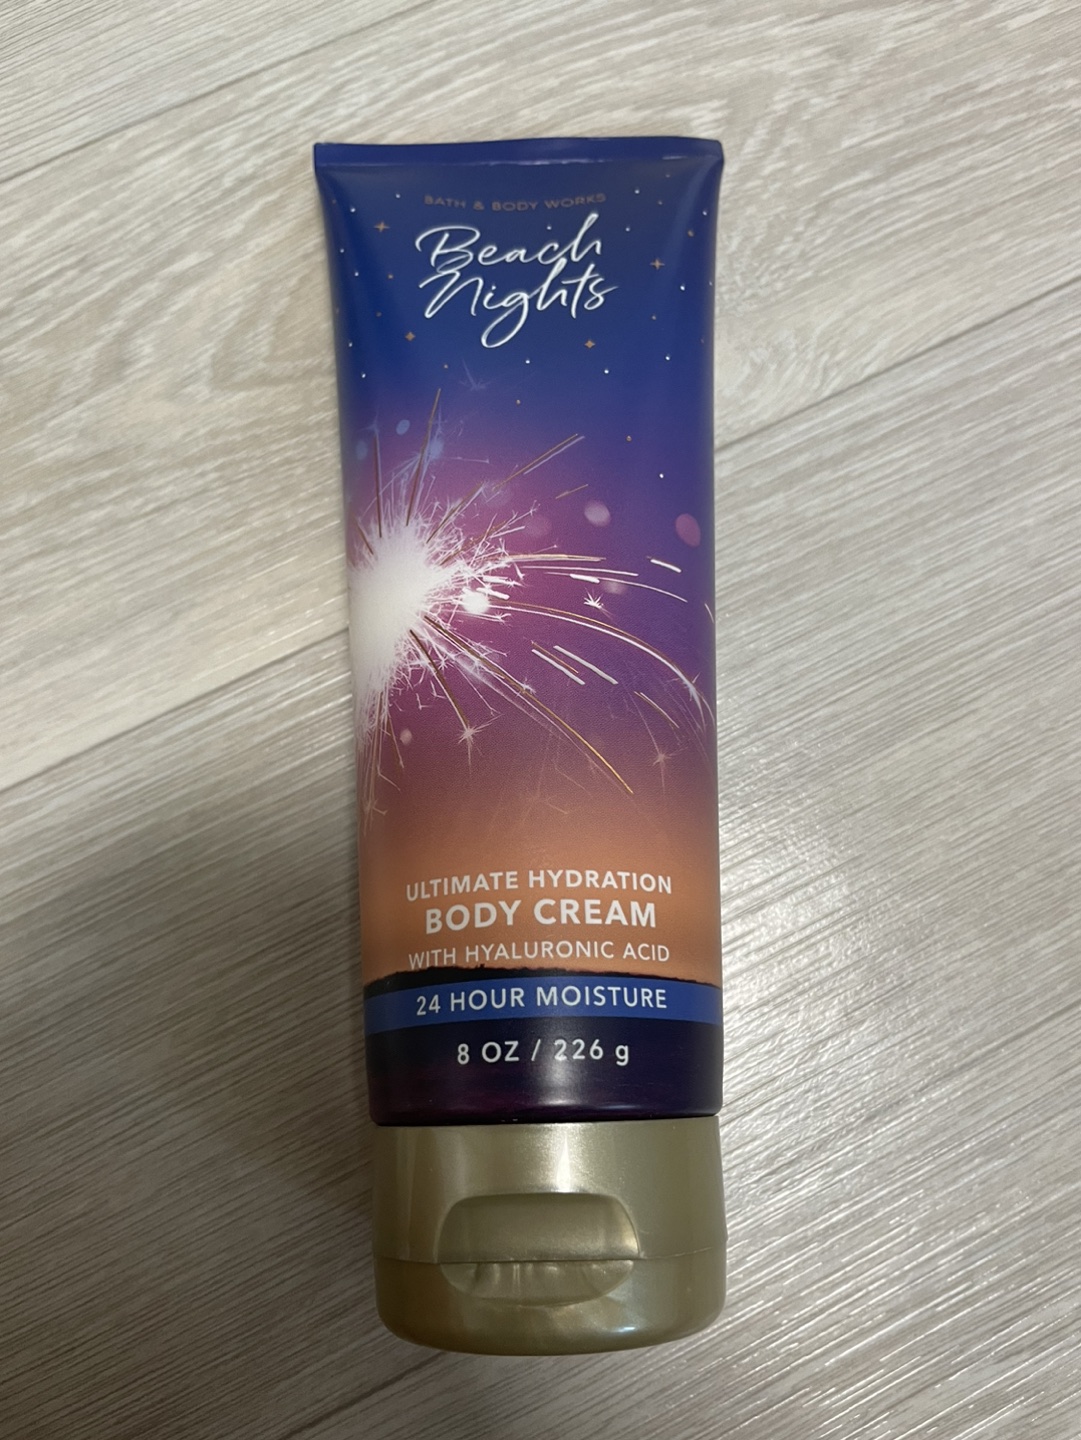 BATH & BODY WORKS
Beach
Nights
ULTIMATE HYDRATION
BODY CREAM
WITH HYALURONIC ACID
24 HOUR MOISTURE
8 OZ / 226 g